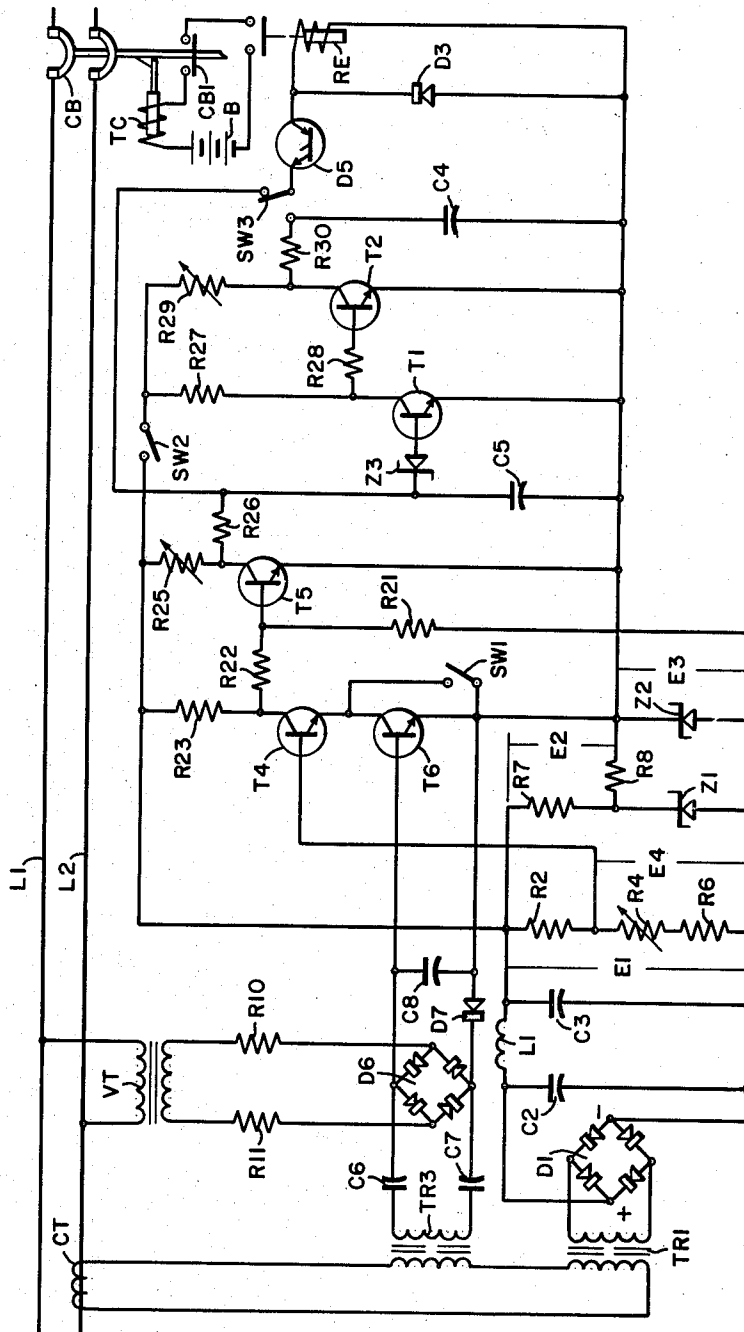 CB
TC
CB1
B
RE
D3
D5
SW3
C4
R30
T2
R29
R27
R28
T1
SW2
Z3
C5
R26
R25
T5
R21
R22
R23
T4
T6
SW1
E3
Z2
E2
R7
R8
Z1
L1
L2
E4
R2
R4
R6
E1
C8
D7
L1
C3
R10
VT
D6
C2
R11
C6
C7
TR3
D1
-
+
CT
TR1